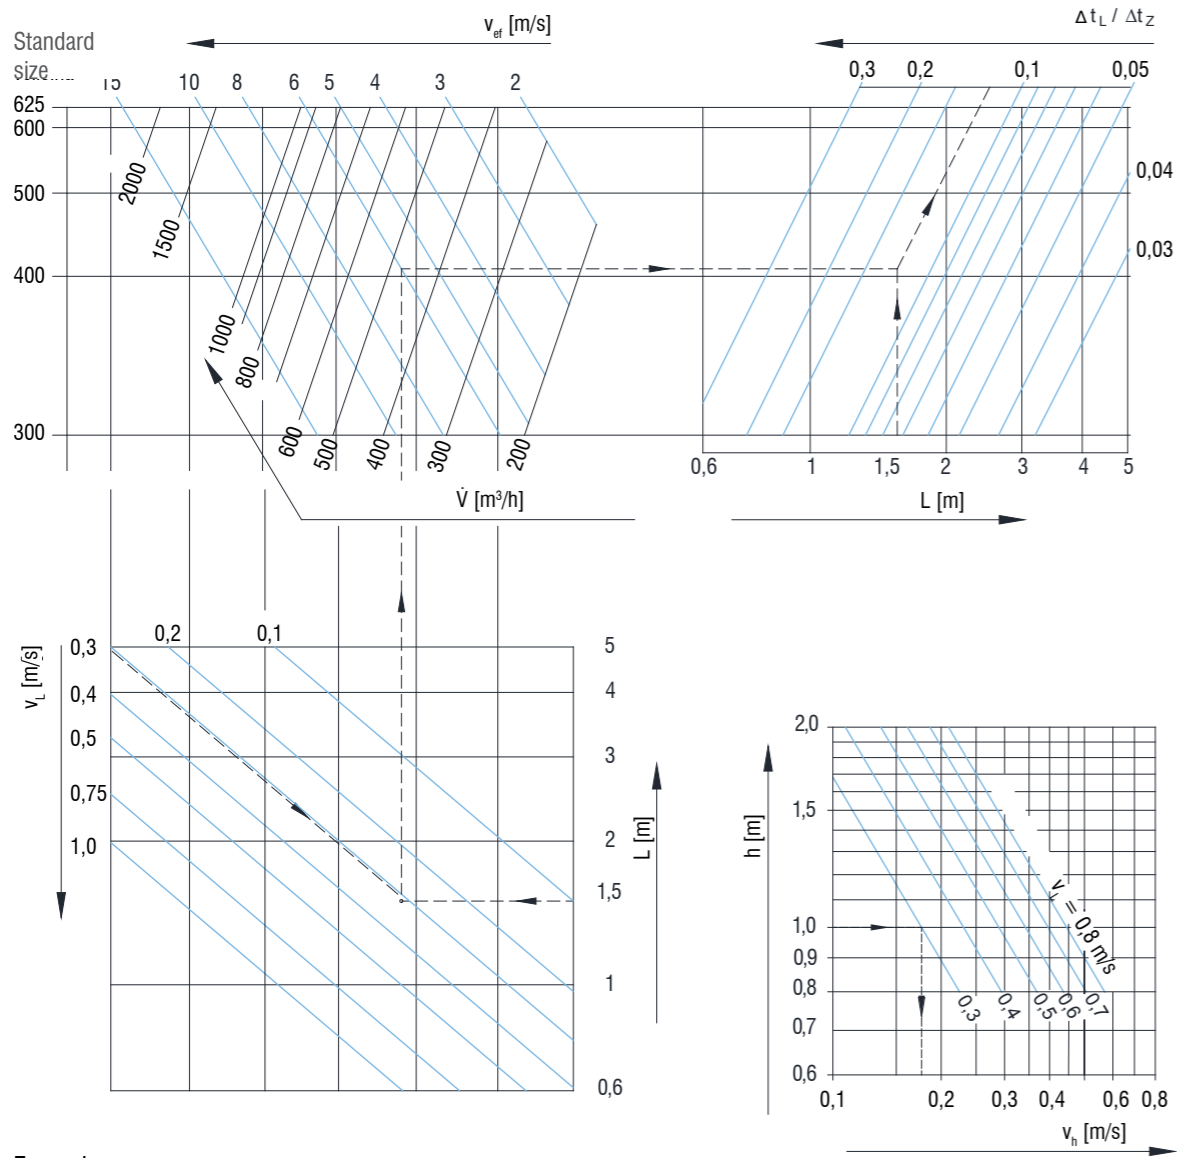 v_ef [m/s]
Δt_L / Δt_Z
Standard
size
15 10 8 6 5 4 3 2
0,3 0,2 0,1 0,05
625
600
500
400
300
0,04
0,03
2000
1500
1000
800
600
500
400
300
200
0,6 1 1,5 2 3 4 5
V̇ [m³/h]
L [m]
0,2 0,1
v_L [m/s]
0,3
0,4
0,5
0,75
1,0
5
4
3
2
1,5
1
0,6
L [m]
h [m]
2,0
1,5
1,0
0,9
0,8
0,7
0,6
v_L = 0,8 m/s
0,3 0,4 0,5 0,6 0,7
0,1 0,2 0,3 0,4 0,6 0,8
v_h [m/s]